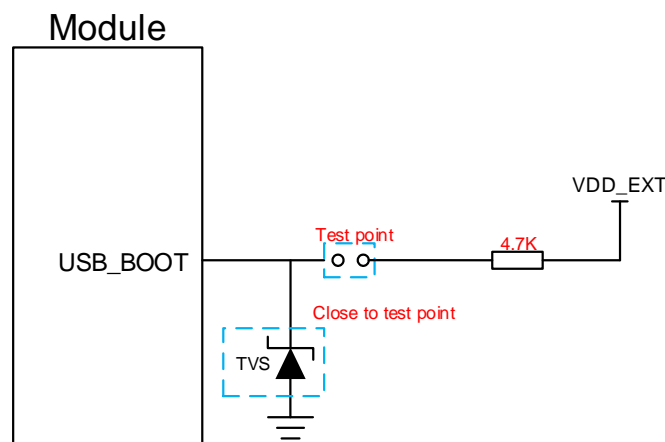 Module
VDD_EXT
Test point
4.7K
USB_BOOT
Close to test point
TVS